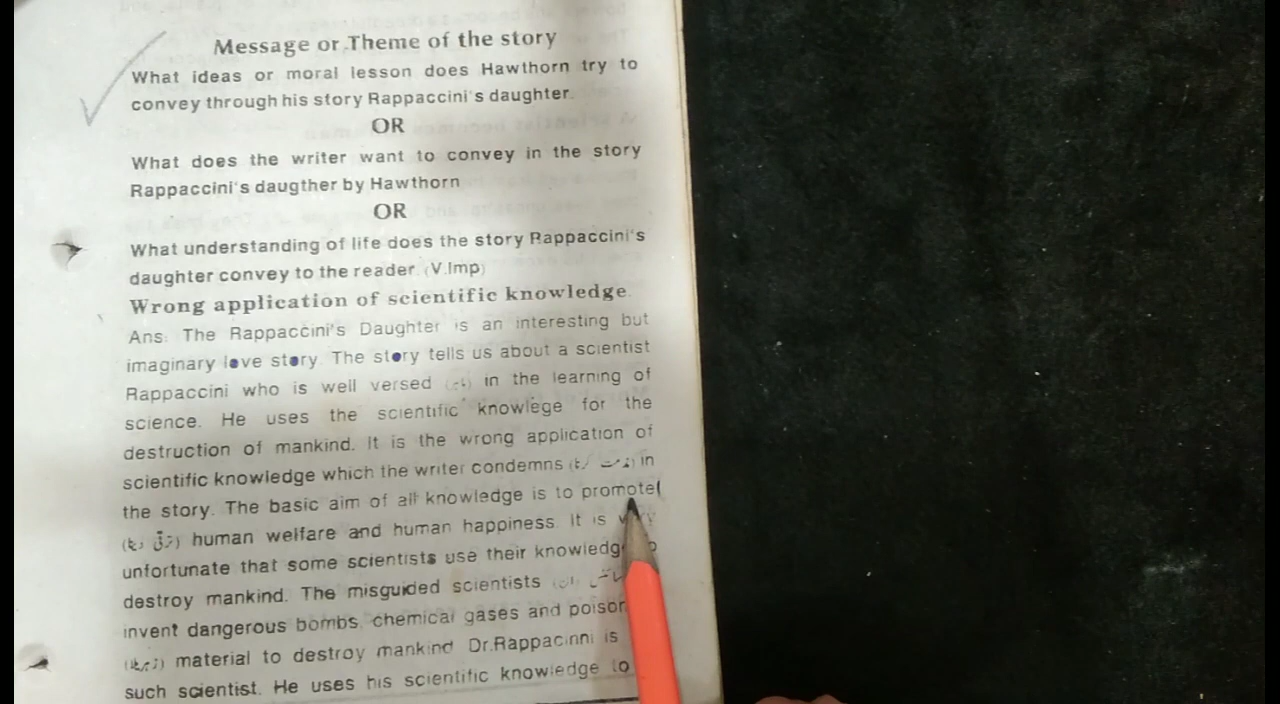 Message or Theme of the story
What ideas or moral lesson does Hawthorn try to
convey through his story Rappaccini's daughter.
OR
What does the writer want to convey in the story
Rappaccini's daugther by Hawthorn
OR
What understanding of life does the story Rappaccini's
daughter convey to the reader. (V.Imp)
Wrong application of scientific knowledge.
Ans: The Rappaccini's Daughter is an interesting but
imaginary love story. The story tells us about a scientist
Rappaccini who is well versed in the learning of
science. He uses the scientific knowlege for the
destruction of mankind. It is the wrong application of
scientific knowledge which the writer condemns in
the story. The basic aim of all knowledge is to promote
human welfare and human happiness. It is
unfortunate that some scientists use their
destroy mankind. The misguided scientists
invent dangerous bombs, chemical gases and
material to destroy mankind Dr.Rappacinni is
such scientist. He uses his scientific knowledge to